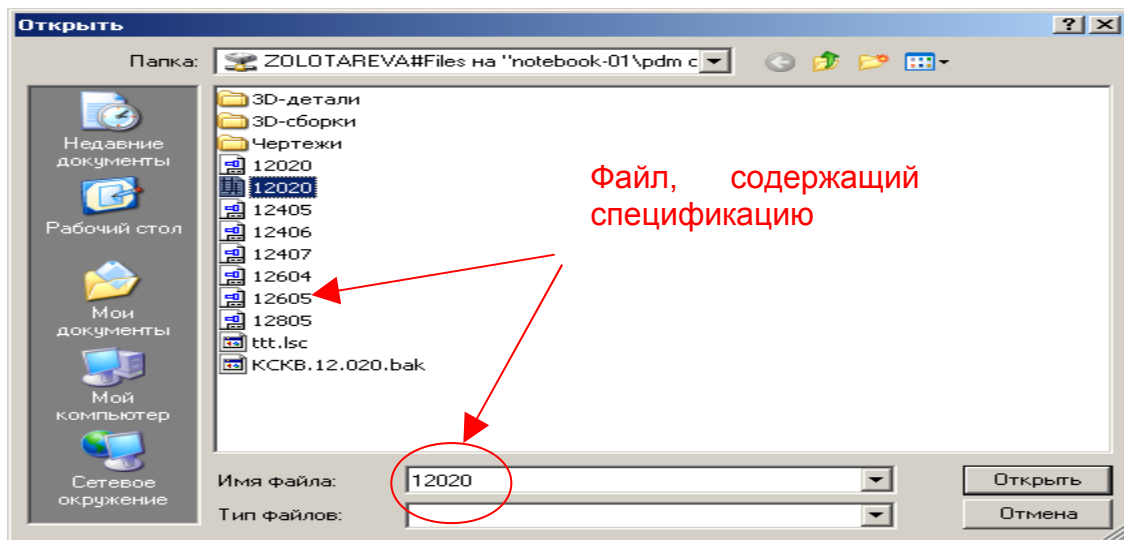 Открыть
Папка: ZOLOTAREVA#Files на "notebook-01\pdm c
Недавние
документы
Рабочий стол
Мои
документы
Мой
компьютер
Сетевое
окружение
3D-детали
3D-сборки
Чертежи
12020
12020
12405
12406
12407
12604
12605
12805
ttt.lsc
КСКВ.12.020.bak
Файл, содержащий
спецификацию
Имя файла: 12020 Открыть
Тип файлов: Отмена